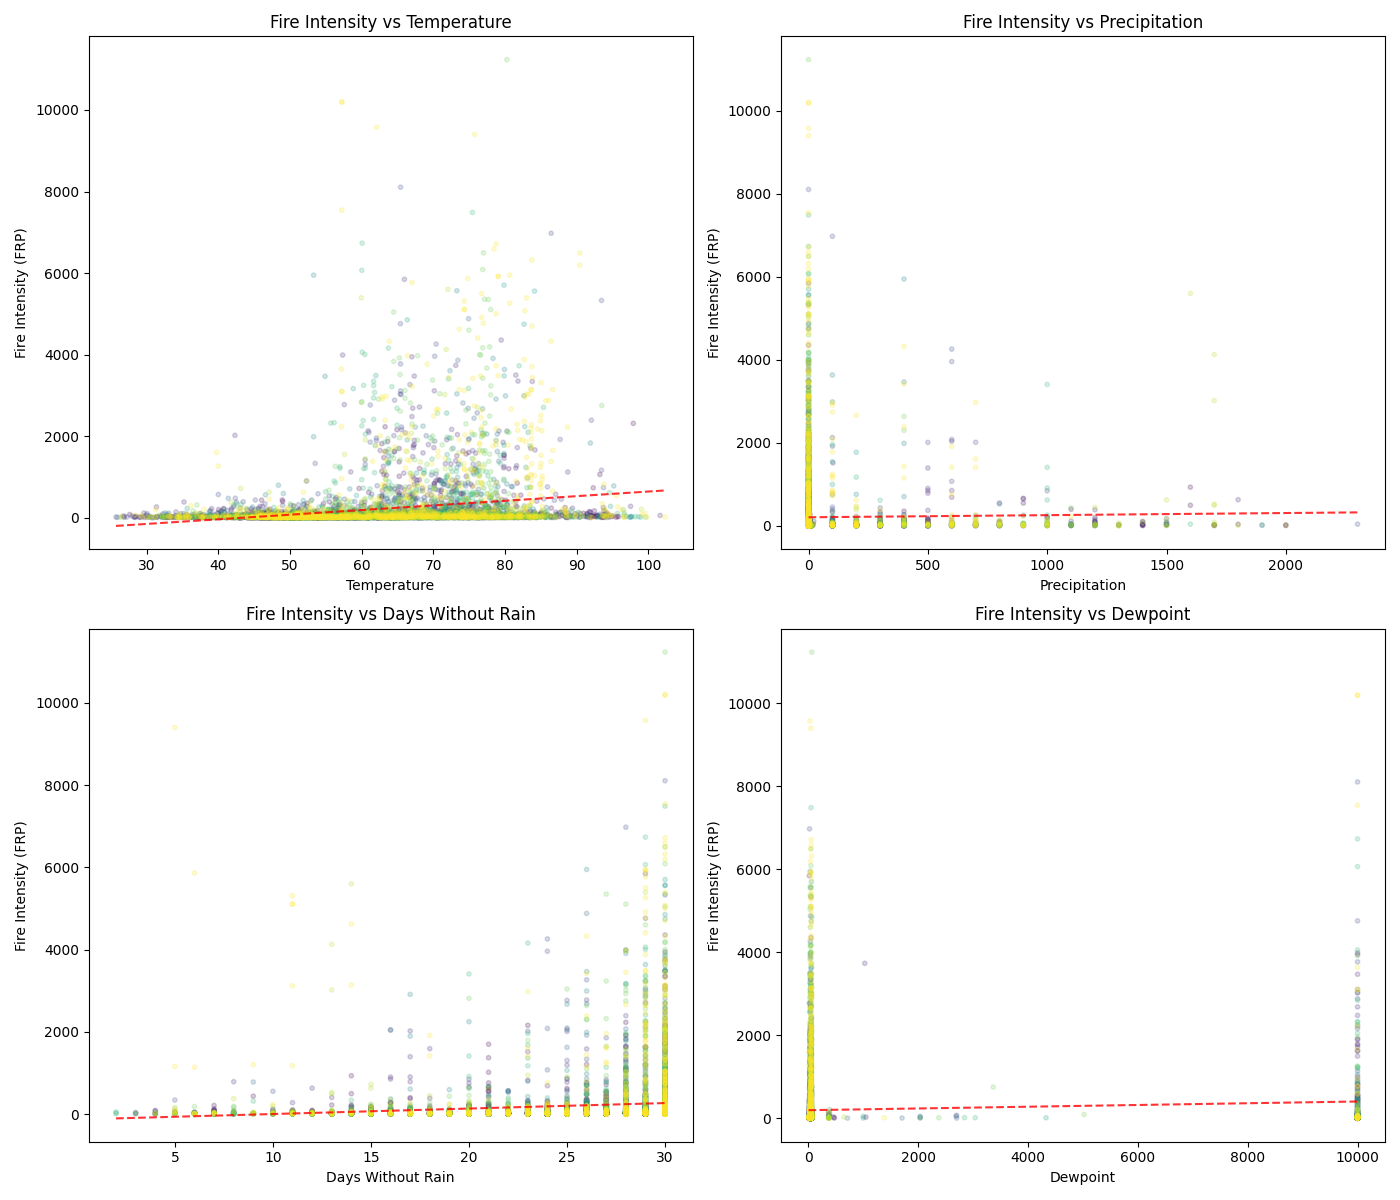 Fire Intensity vs Temperature
Fire Intensity (FRP)
10000
8000
6000
4000
2000
0
30 40 50 60 70 80 90 100
Temperature
Fire Intensity vs Precipitation
Fire Intensity (FRP)
10000
8000
6000
4000
2000
0
0 500 1000 1500 2000
Precipitation
Fire Intensity vs Days Without Rain
Fire Intensity (FRP)
10000
8000
6000
4000
2000
0
5 10 15 20 25 30
Days Without Rain
Fire Intensity vs Dewpoint
Fire Intensity (FRP)
10000
8000
6000
4000
2000
0
0 2000 4000 6000 8000 10000
Dewpoint